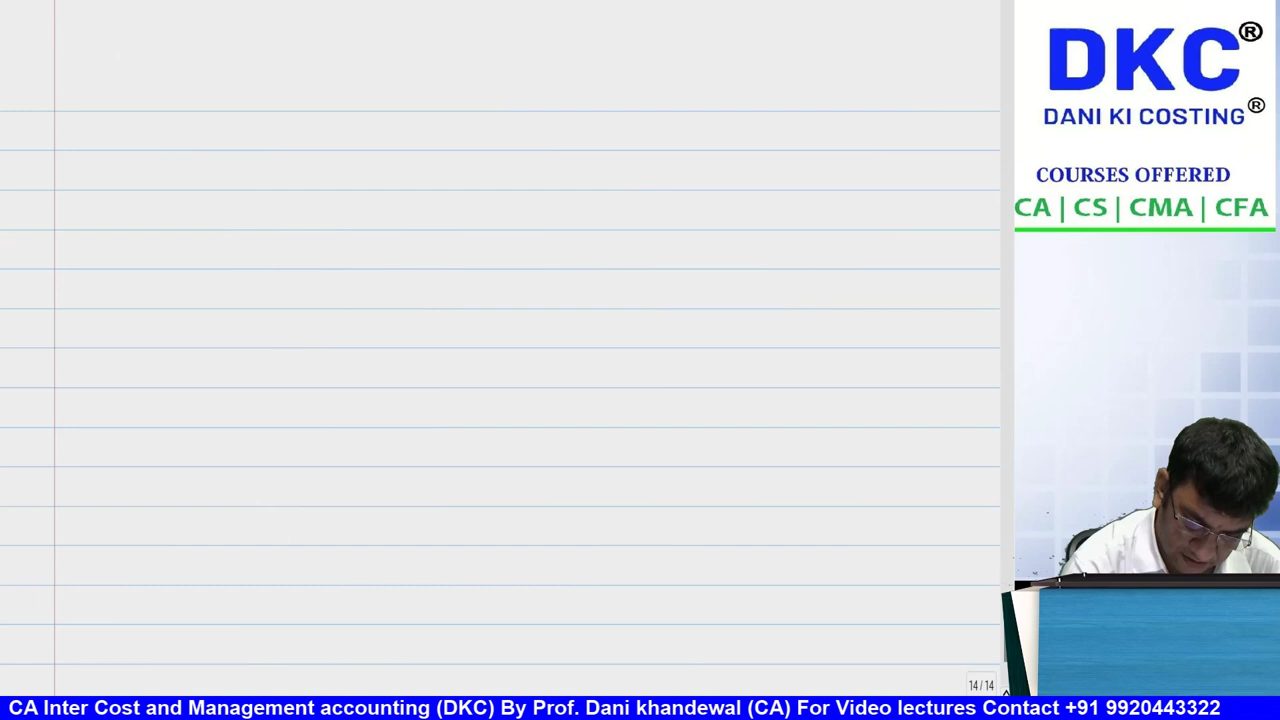 DKC®
DANI KI COSTING®
COURSES OFFERED
CA | CS | CMA | CFA
14 / 14
CA Inter Cost and Management accounting (DKC) By Prof. Dani khandewal (CA) For Video lectures Contact +91 9920443322